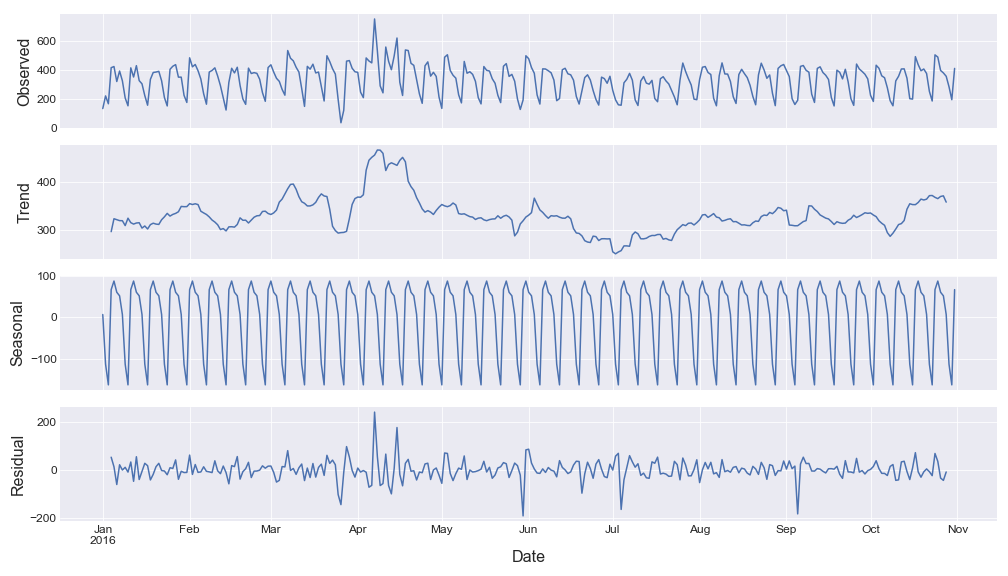 Observed
600
400
200
0
Trend
400
300
Seasonal
100
0
−100
Residual
200
0
−200
Jan Feb Mar Apr May Jun Jul Aug Sep Oct Nov
2016
Date